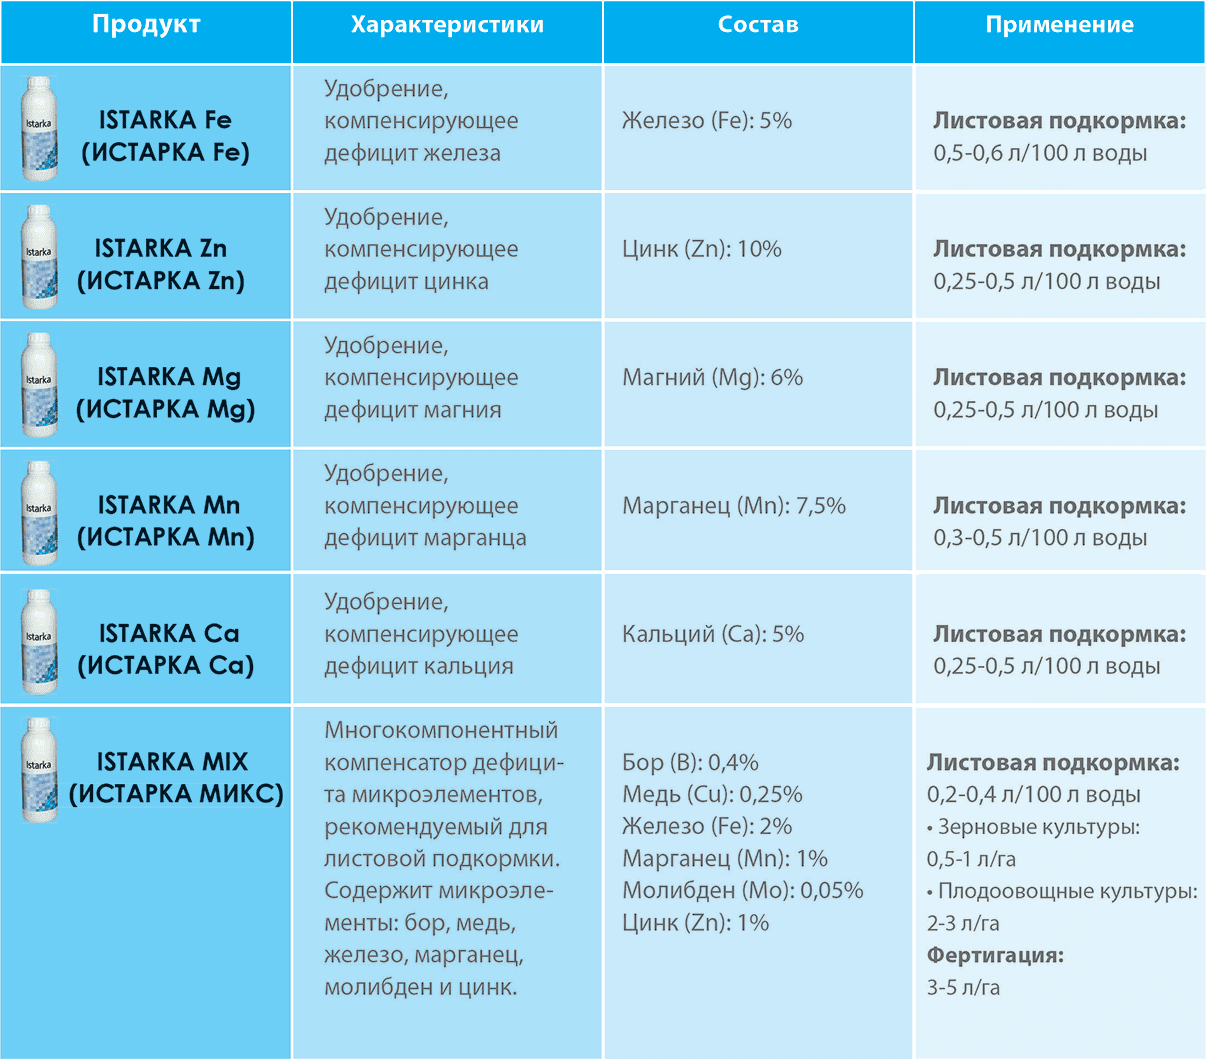 Продукт
Характеристики
Состав
Применение
Istarka
ISTARKA Fe
(ИСТАРКА Fe)
Удобрение,
компенсирующее
дефицит железа
Железо (Fe): 5%
Листовая подкормка:
0,5-0,6 л/100 л воды
Istarka
ISTARKA Zn
(ИСТАРКА Zn)
Удобрение,
компенсирующее
дефицит цинка
Цинк (Zn): 10%
Листовая подкормка:
0,25-0,5 л/100 л воды
Istarka
ISTARKA Mg
(ИСТАРКА Mg)
Удобрение,
компенсирующее
дефицит магния
Магний (Mg): 6%
Листовая подкормка:
0,25-0,5 л/100 л воды
Istarka
ISTARKA Mn
(ИСТАРКА Mn)
Удобрение,
компенсирующее
дефицит марганца
Марганец (Mn): 7,5%
Листовая подкормка:
0,3-0,5 л/100 л воды
Istarka
ISTARKA Ca
(ИСТАРКА Ca)
Удобрение,
компенсирующее
дефицит кальция
Кальций (Ca): 5%
Листовая подкормка:
0,25-0,5 л/100 л воды
Istarka
ISTARKA MIX
(ИСТАРКА МИКС)
Многокомпонентный
компенсатор дефици-
та микроэлементов,
рекомендуемый для
листовой подкормки.
Содержит микроэле-
менты: бор, медь,
железо, марганец,
молибден и цинк.
Бор (B): 0,4%
Медь (Cu): 0,25%
Железо (Fe): 2%
Марганец (Mn): 1%
Молибден (Mo): 0,05%
Цинк (Zn): 1%
Листовая подкормка:
0,2-0,4 л/100 л воды
• Зерновые культуры:
0,5-1 л/га
• Плодоовощные культуры:
2-3 л/га
Фертигация:
3-5 л/га